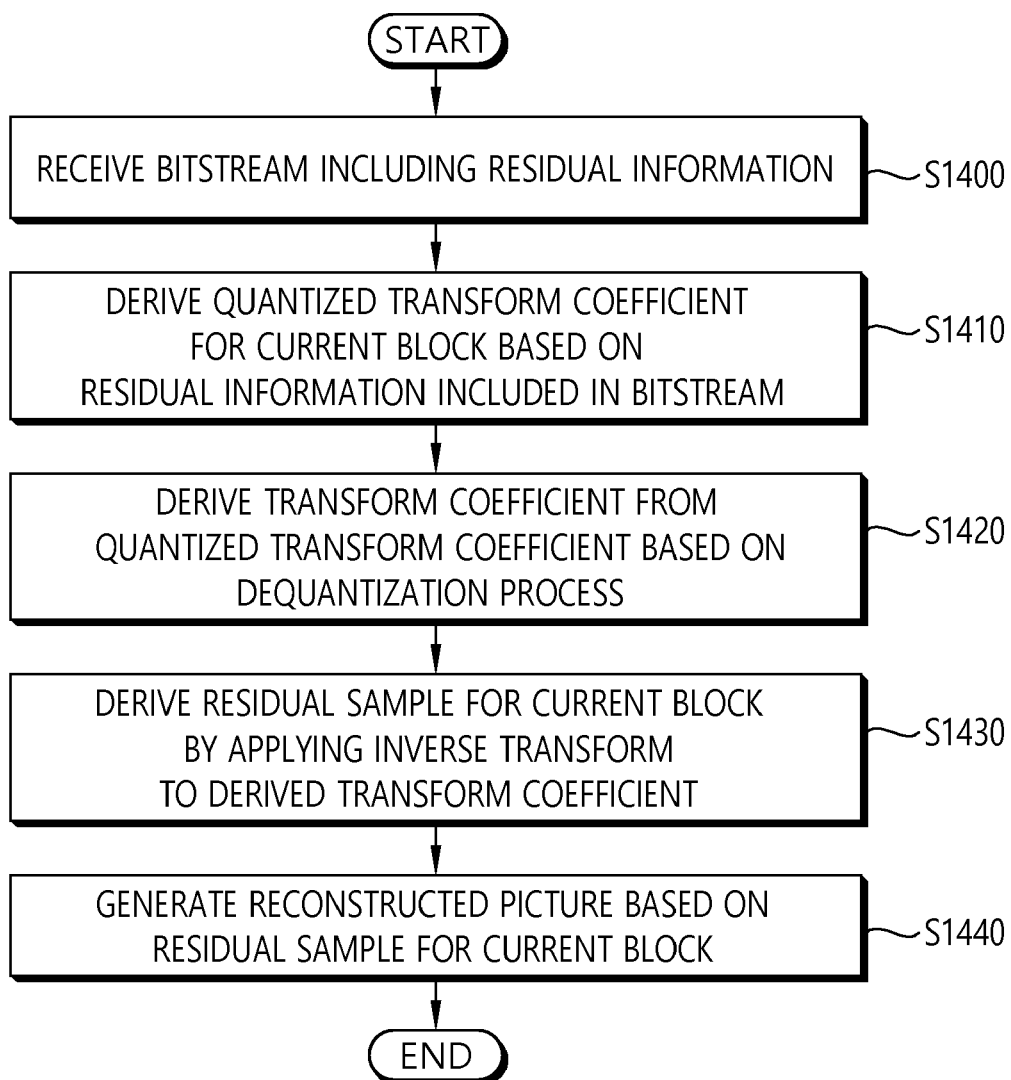 START
RECEIVE BITSTREAM INCLUDING RESIDUAL INFORMATION
S1400
DERIVE QUANTIZED TRANSFORM COEFFICIENT
FOR CURRENT BLOCK BASED ON
RESIDUAL INFORMATION INCLUDED IN BITSTREAM
S1410
DERIVE TRANSFORM COEFFICIENT FROM
QUANTIZED TRANSFORM COEFFICIENT BASED ON
DEQUANTIZATION PROCESS
S1420
DERIVE RESIDUAL SAMPLE FOR CURRENT BLOCK
BY APPLYING INVERSE TRANSFORM
TO DERIVED TRANSFORM COEFFICIENT
S1430
GENERATE RECONSTRUCTED PICTURE BASED ON
RESIDUAL SAMPLE FOR CURRENT BLOCK
S1440
END